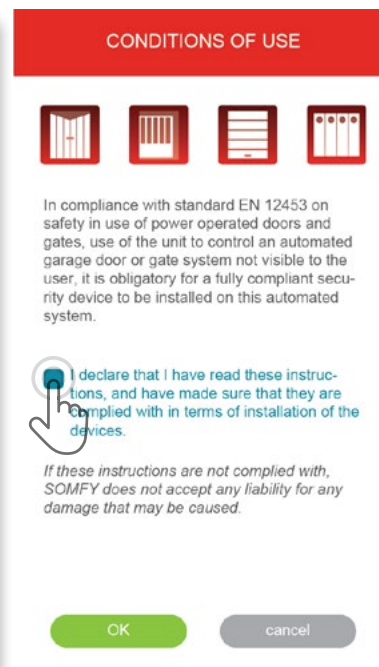 CONDITIONS OF USE
In compliance with standard EN 12453 on
safety in use of power operated doors and
gates, use of the unit to control an automated
garage door or gate system not visible to the
user, it is obligatory for a fully compliant secu-
rity device to be installed on this automated
system.
I declare that I have read these instruc-
tions, and have made sure that they are
complied with in terms of installation of the
devices.
If these instructions are not complied with,
SOMFY does not accept any liability for any
damage that may be caused.
OK
cancel